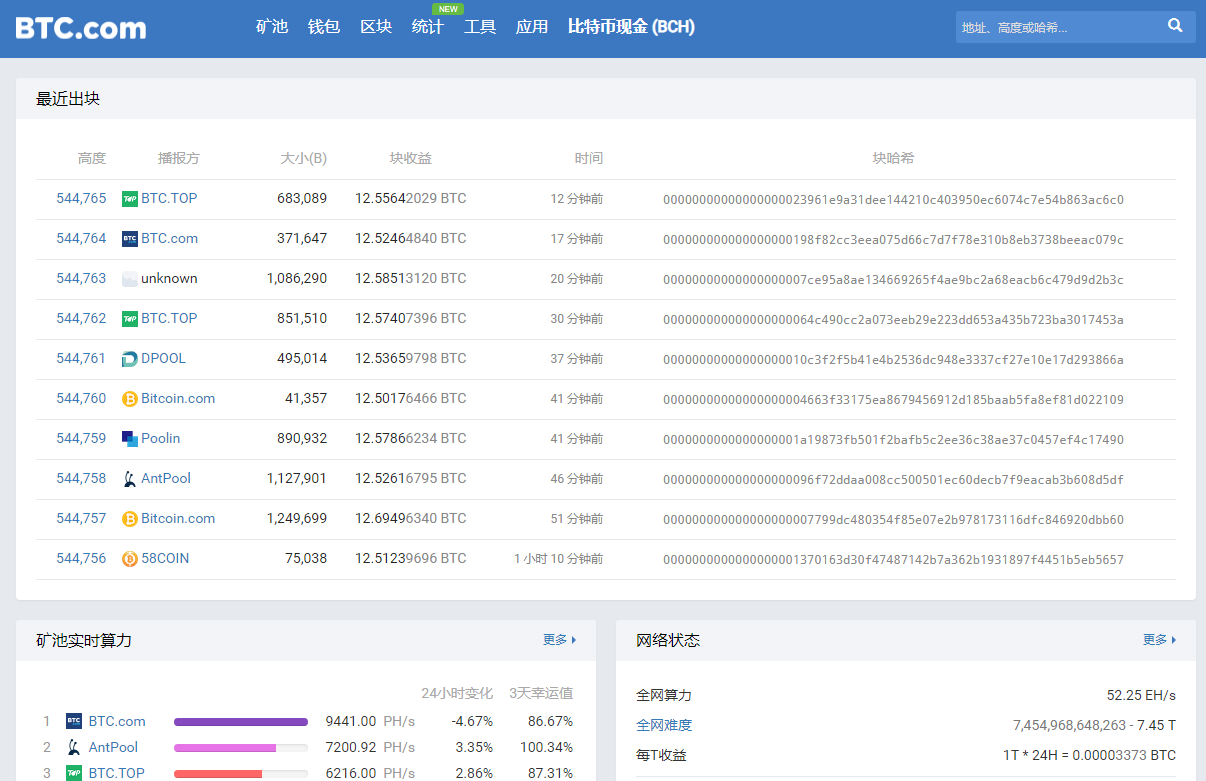 BTC.com 矿池 钱包 区块 统计 NEW 工具 应用 比特币现金 (BCH) 地址、高度或哈希...
最近出块
高度 播报方 大小(B) 块收益 时间 块哈希
544,765 BTC.TOP 683,089 12.55642029 BTC 12 分钟前 00000000000000000023961e9a31dee144210c403950ec6074c7e54b863ac6c0
544,764 BTC.com 371,647 12.52464840 BTC 17 分钟前 000000000000000000198f82cc3eea075d66c7d7f78e310b8eb3738beeac079c
544,763 unknown 1,086,290 12.58513120 BTC 20 分钟前 00000000000000000007ce95a8ae134669265f4ae9bc2a68eacb6c479d9d2b3c
544,762 BTC.TOP 851,510 12.57407396 BTC 30 分钟前 000000000000000000064c490cc2a073eeb29e223dd653a435b723ba3017453a
544,761 DPOOL 495,014 12.53659798 BTC 37 分钟前 00000000000000000010c3f2f5b41e4b2536dc948e3337cf27e10e17d293866a
544,760 Bitcoin.com 41,357 12.50176466 BTC 41 分钟前 00000000000000000004663f33175ea8679456912d185baab5fa8ef81d022109
544,759 Poolin 890,932 12.57866234 BTC 41 分钟前 0000000000000000001a19873fb501f2bafb5c2ee36c38ae37c0457ef4c17490
544,758 AntPool 1,127,901 12.52616795 BTC 46 分钟前 00000000000000000096f72ddaa008cc500501ec60decb7f9eacab3b608d5df
544,757 Bitcoin.com 1,249,699 12.69496340 BTC 51 分钟前 000000000000000000007799dc480354f85e07e2b978173116dfc846920dbb60
544,756 58COIN 75,038 12.51239696 BTC 1 小时 10 分钟前 0000000000000000001370163d30f47487142b7a362b1931897f4451b5eb5657
矿池实时算力 更多
24小时变化 3天幸运值
1 BTC.com 9441.00 PH/s -4.67% 86.67%
2 AntPool 7200.92 PH/s 3.35% 100.34%
3 BTC.TOP 6216.00 PH/s 2.86% 87.31%
网络状态 更多
全网算力 52.25 EH/s
全网难度 7,454,968,648,263 - 7.45 T
每T收益 1T * 24H = 0.00003373 BTC